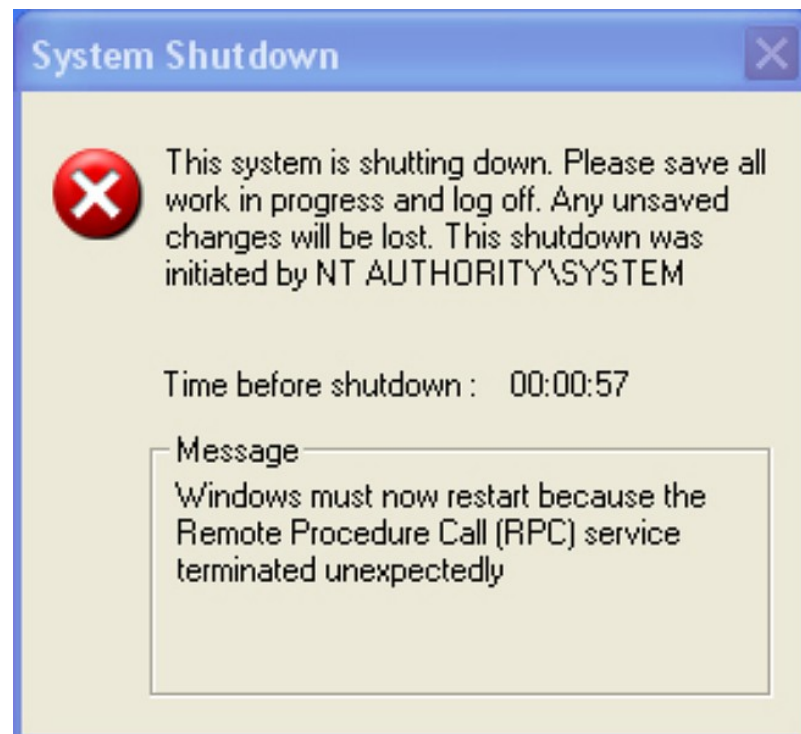 System Shutdown
This system is shutting down. Please save all
work in progress and log off. Any unsaved
changes will be lost. This shutdown was
initiated by NT AUTHORITY\SYSTEM
Time before shutdown : 00:00:57
Message
Windows must now restart because the
Remote Procedure Call (RPC) service
terminated unexpectedly